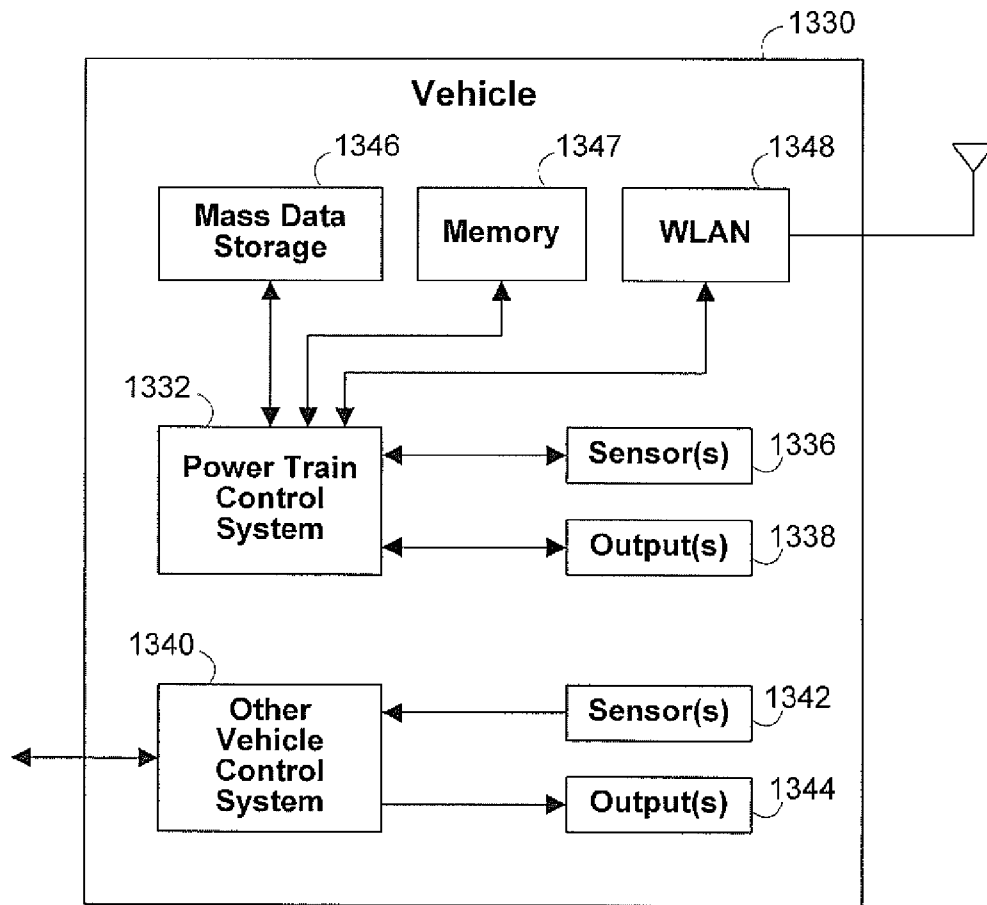 1330
Vehicle
1346
1347
1348
Mass Data
Storage
Memory
WLAN
1332
Power Train
Control
System
Sensor(s)
1336
Output(s)
1338
1340
Other
Vehicle
Control
System
Sensor(s)
1342
Output(s)
1344